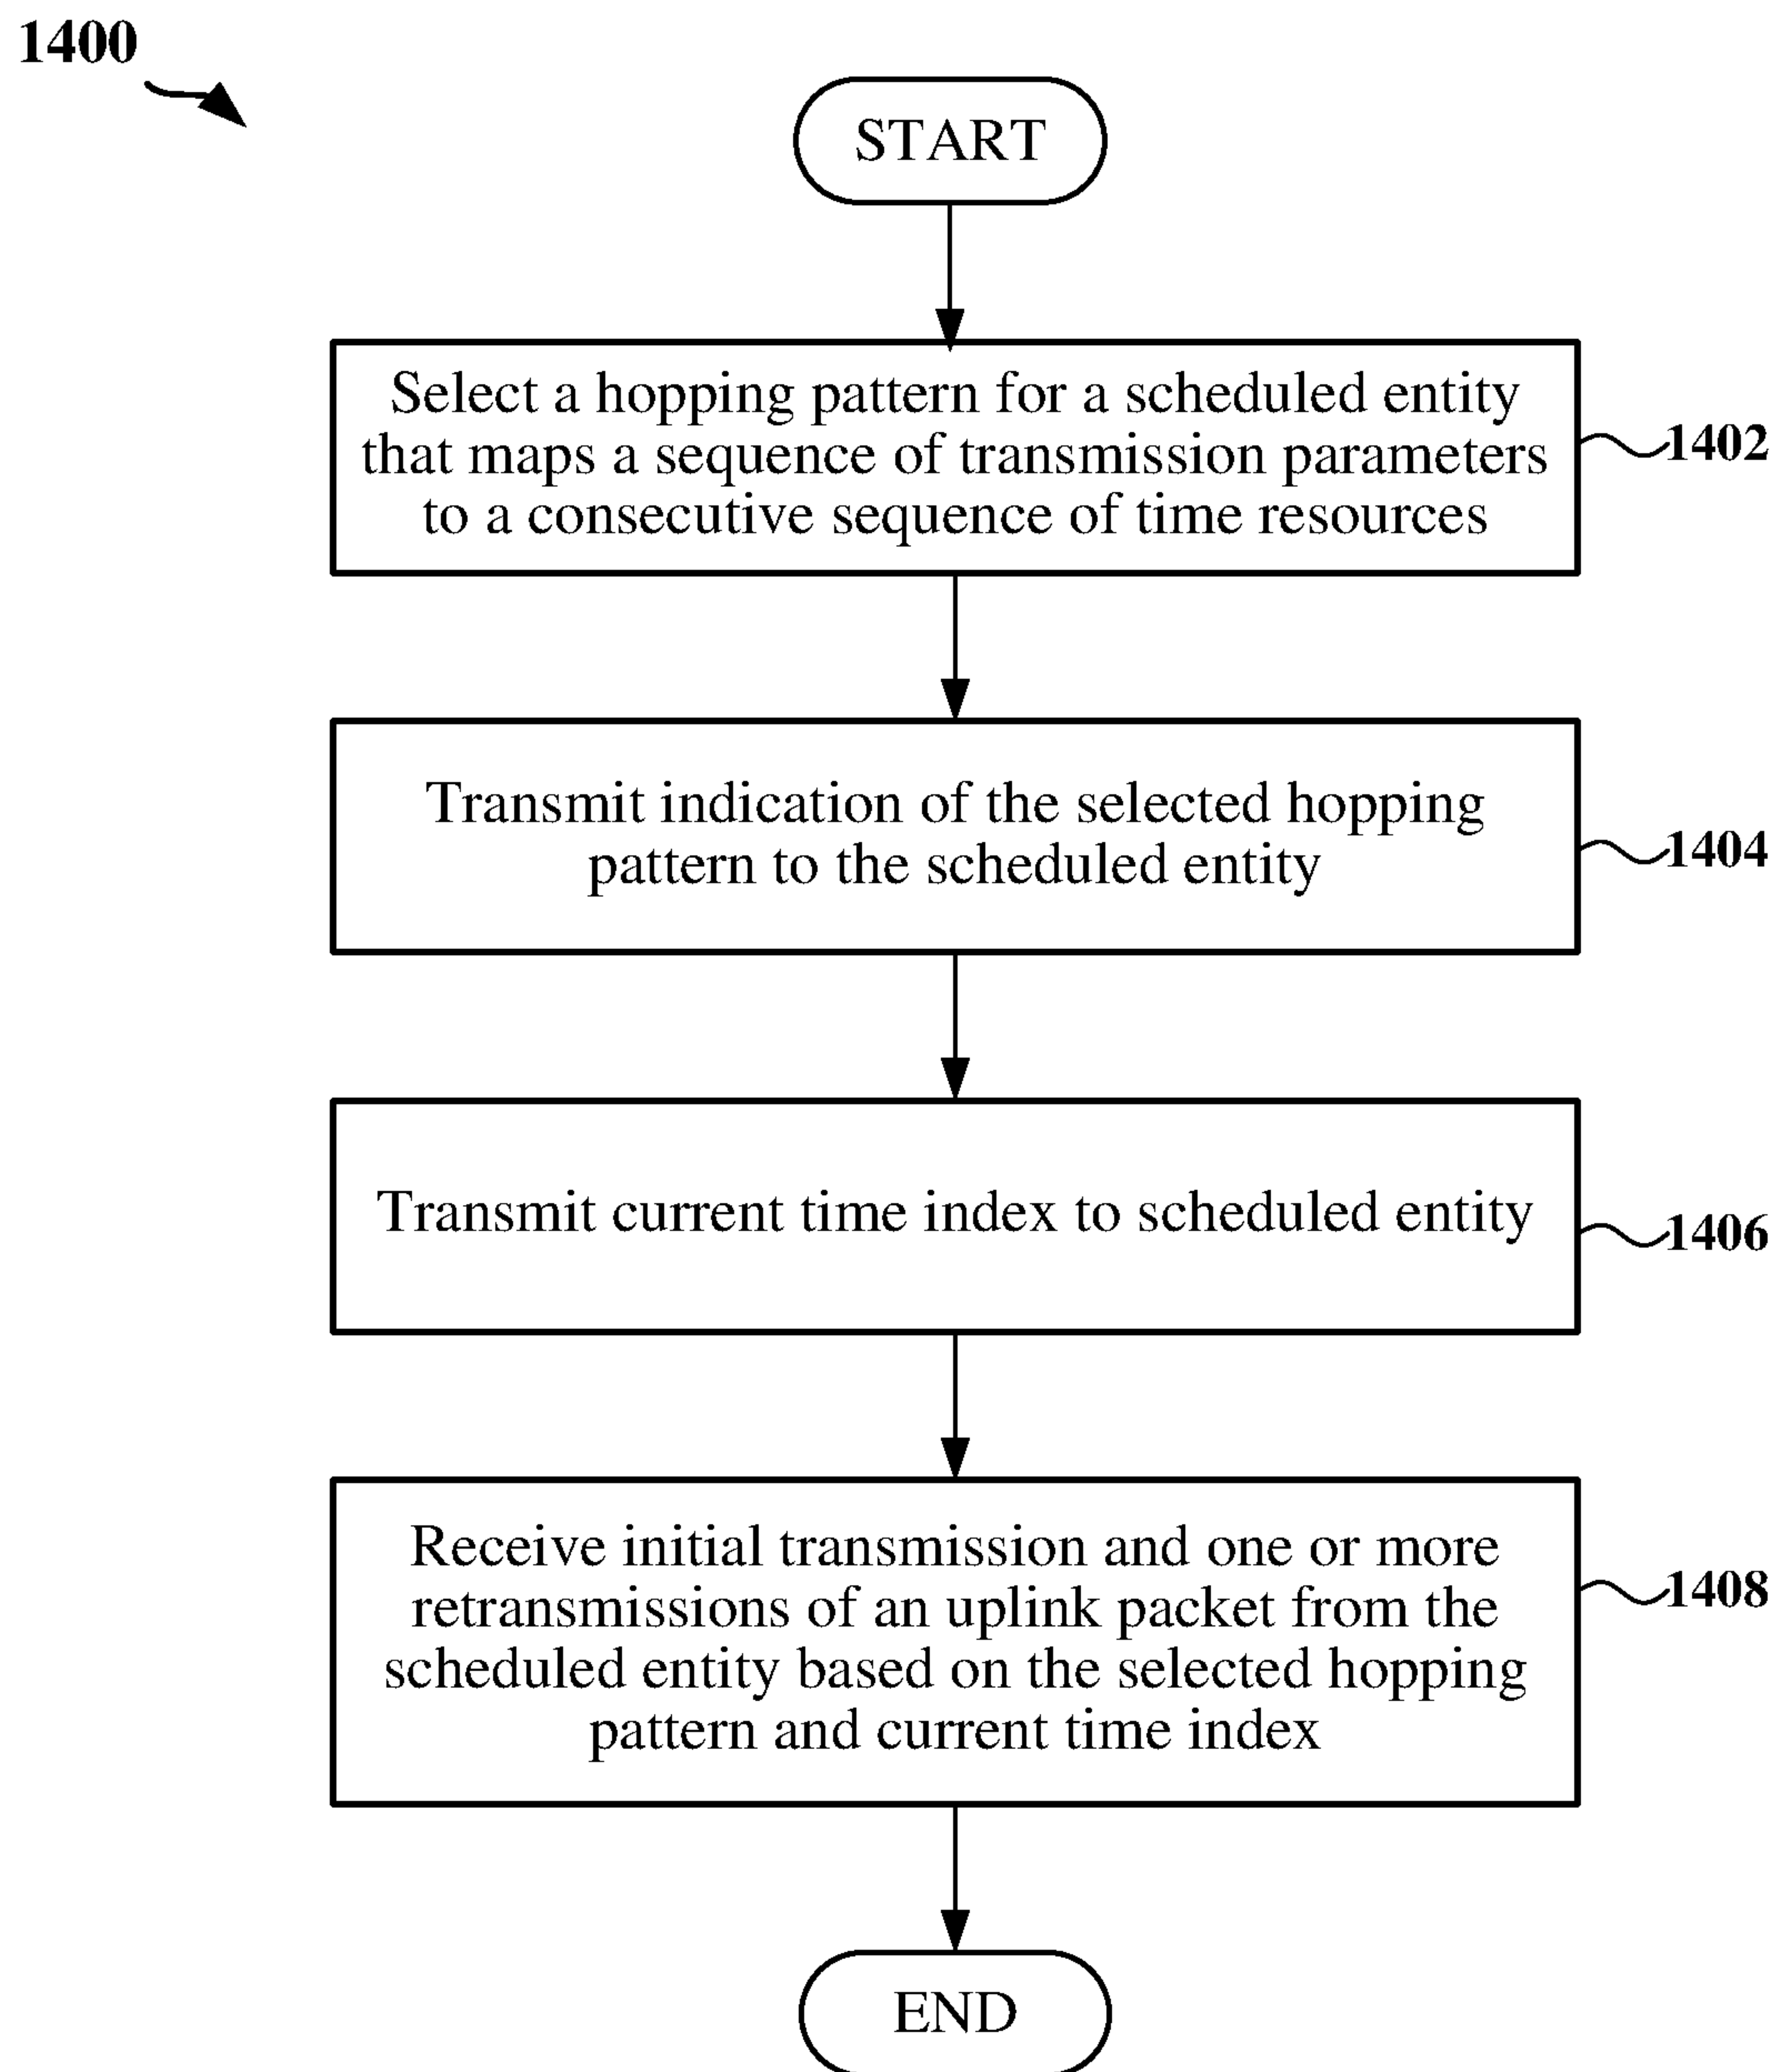 1400
START
Select a hopping pattern for a scheduled entity
that maps a sequence of transmission parameters
to a consecutive sequence of time resources
1402
Transmit indication of the selected hopping
pattern to the scheduled entity
1404
Transmit current time index to scheduled entity
1406
Receive initial transmission and one or more
retransmissions of an uplink packet from the
scheduled entity based on the selected hopping
pattern and current time index
1408
END